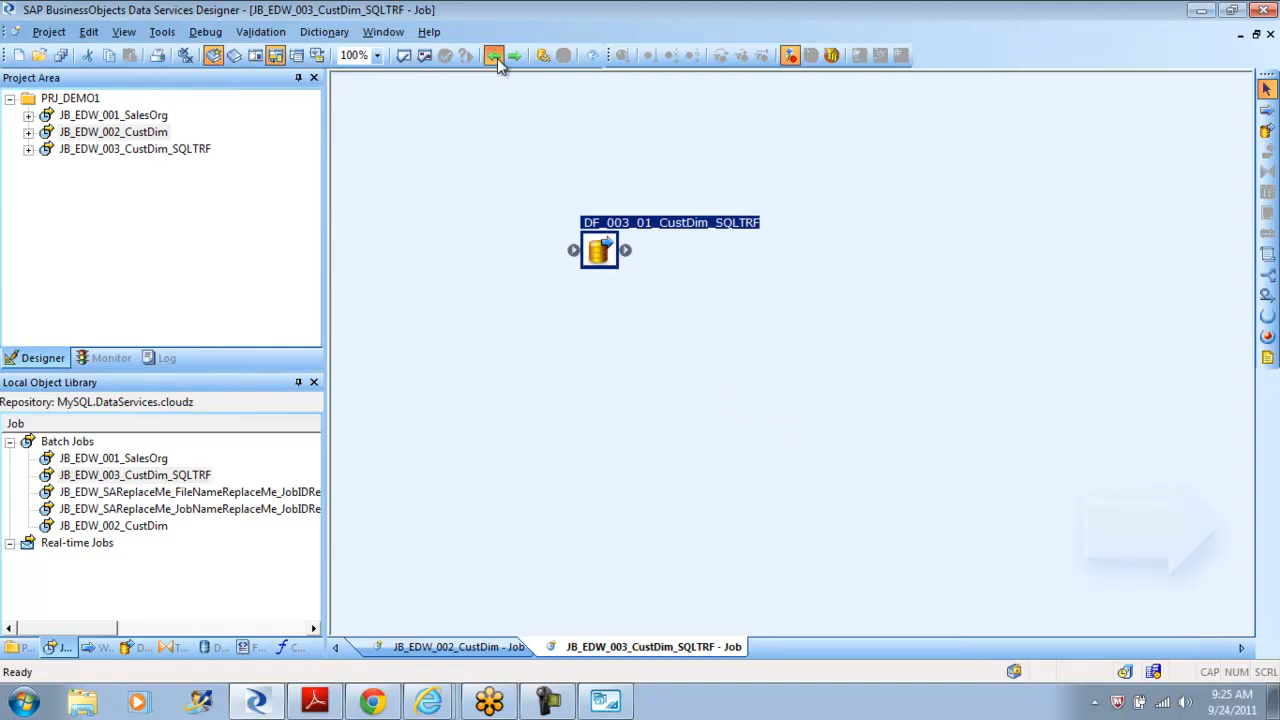 SAP BusinessObjects Data Services Designer - [JB_EDW_003_CustDim_SQLTRF - Job]
Project Edit View Tools Debug Validation Dictionary Window Help
100%
Project Area
PRJ_DEMO1
JB_EDW_001_SalesOrg
JB_EDW_002_CustDim
JB_EDW_003_CustDim_SQLTRF
DF_003_01_CustDim_SQLTRF
Designer Monitor Log
Local Object Library
Repository: MySQL.DataServices.cloudz
Job
Batch Jobs
JB_EDW_001_SalesOrg
JB_EDW_003_CustDim_SQLTRF
JB_EDW_SAReplaceMe_FileNameReplaceMe_JobIDRe
JB_EDW_SAReplaceMe_JobNameReplaceMe_JobIDRe
JB_EDW_002_CustDim
Real-time Jobs
P... J... W... D... T... D... F... C...
JB_EDW_002_CustDim - Job JB_EDW_003_CustDim_SQLTRF - Job
Ready CAP NUM SCRL
9:25 AM
9/24/2011